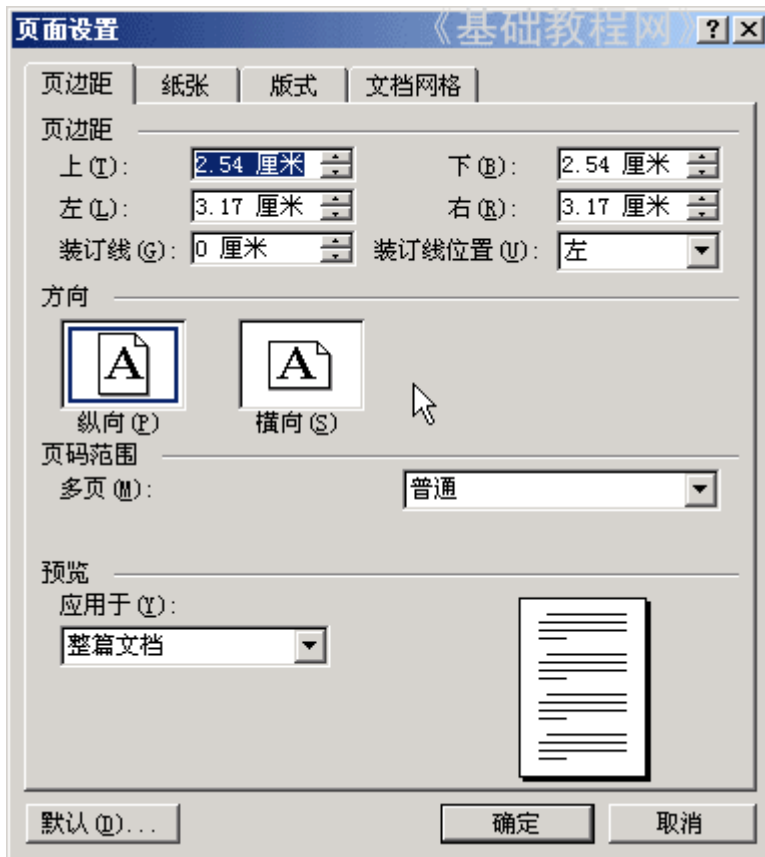 页面设置 《基础教程网》
页边距 纸张 版式 文档网格
页边距
上(T): 2.54 厘米 下(B): 2.54 厘米
左(L): 3.17 厘米 右(R): 3.17 厘米
装订线(G): 0 厘米 装订线位置(U): 左
方向
A A
纵向(P) 横向(S)
页码范围
多页(M): 普通
预览
应用于(Y):
整篇文档
默认(D)... 确定 取消